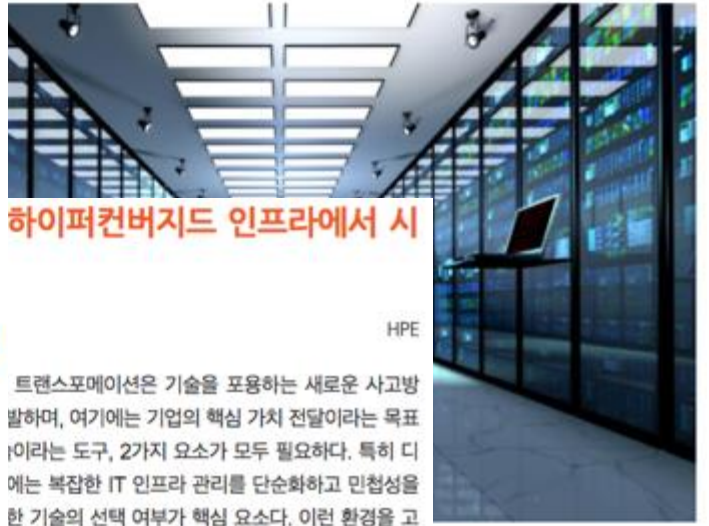 하이퍼컨버지드 인프라에서 시
HPE
트랜스포메이션은 기술을 포용하는 새로운 사고방
발하며, 여기에는 기업의 핵심 가치 전달이라는 목표
이라는 도구, 2가지 요소가 모두 필요하다. 특히 디
에는 복잡한 IT 인프라 관리를 단순화하고 민첩성을
한 기술의 선택 여부가 핵심 요소다. 이런 환경을 고